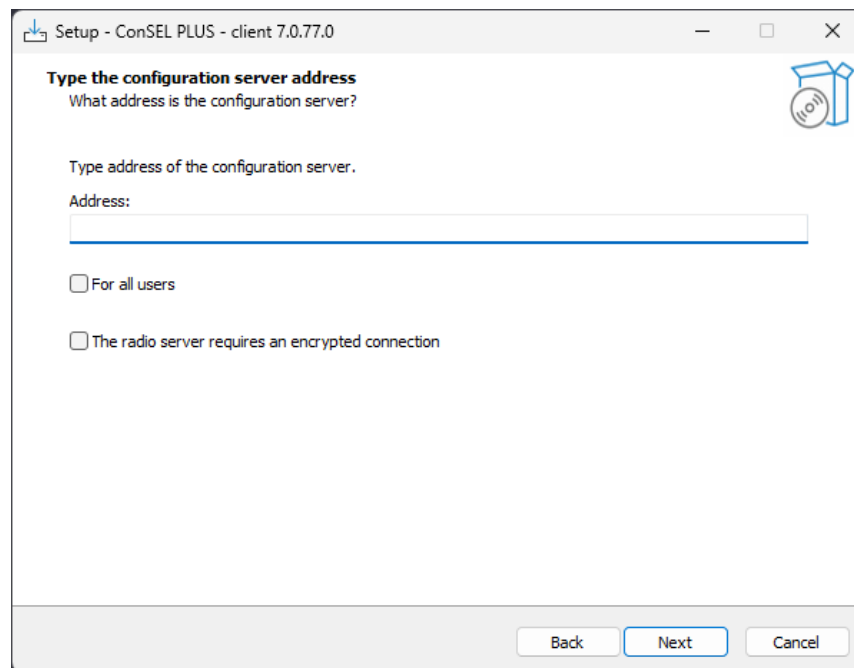 Setup - ConSEL PLUS - client 7.0.77.0
Type the configuration server address
What address is the configuration server?
Type address of the configuration server.
Address:
For all users
The radio server requires an encrypted connection
Back
Next
Cancel